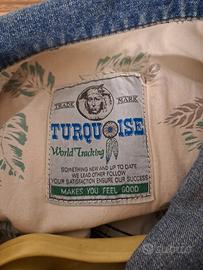 TRADE MARK
TURQUOISE
World Tracking
SOMETHING NEW AND UP TO DATE
WE LEAD OTHER FOLLOW
YOUR SATISFACTION ENSURE OUR SUCCESS
MAKES YOU FEEL GOOD
subito